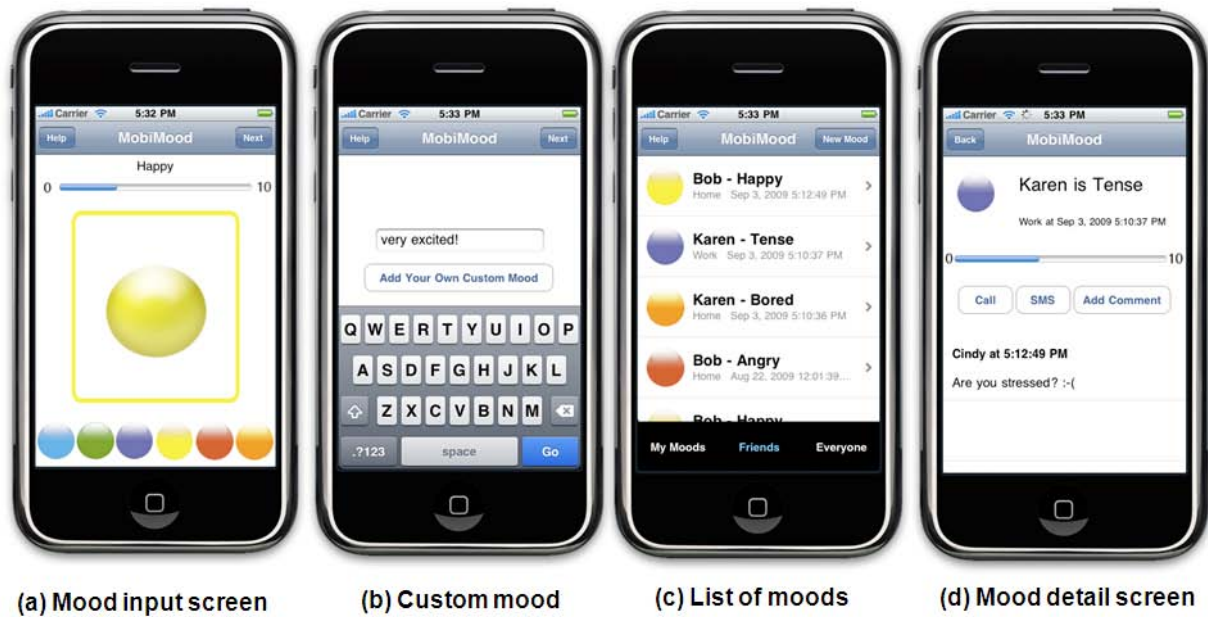 Carrier 5:32 PM
Help MobiMood Next
Happy
0 10
(a) Mood input screen
Carrier 5:33 PM
Help MobiMood Next
very excited!
Add Your Own Custom Mood
Q W E R T Y U I O P
A S D F G H J K L
Z X C V B N M
.?123 space Go
(b) Custom mood
Carrier 5:33 PM
Help MobiMood New Mood
Bob - Happy
Home Sep 3, 2009 5:12:49 PM
Karen - Tense
Work Sep 3, 2009 5:10:37 PM
Karen - Bored
Home Sep 3, 2009 5:10:36 PM
Bob - Angry
Home Aug 22, 2009 12:01:39...
Bob - Happy
My Moods Friends Everyone
(c) List of moods
Carrier 5:33 PM
Back MobiMood
Karen is Tense
Work at Sep 3, 2009 5:10:37 PM
0 10
Call SMS Add Comment
Cindy at 5:12:49 PM
Are you stressed? :-(
(d) Mood detail screen